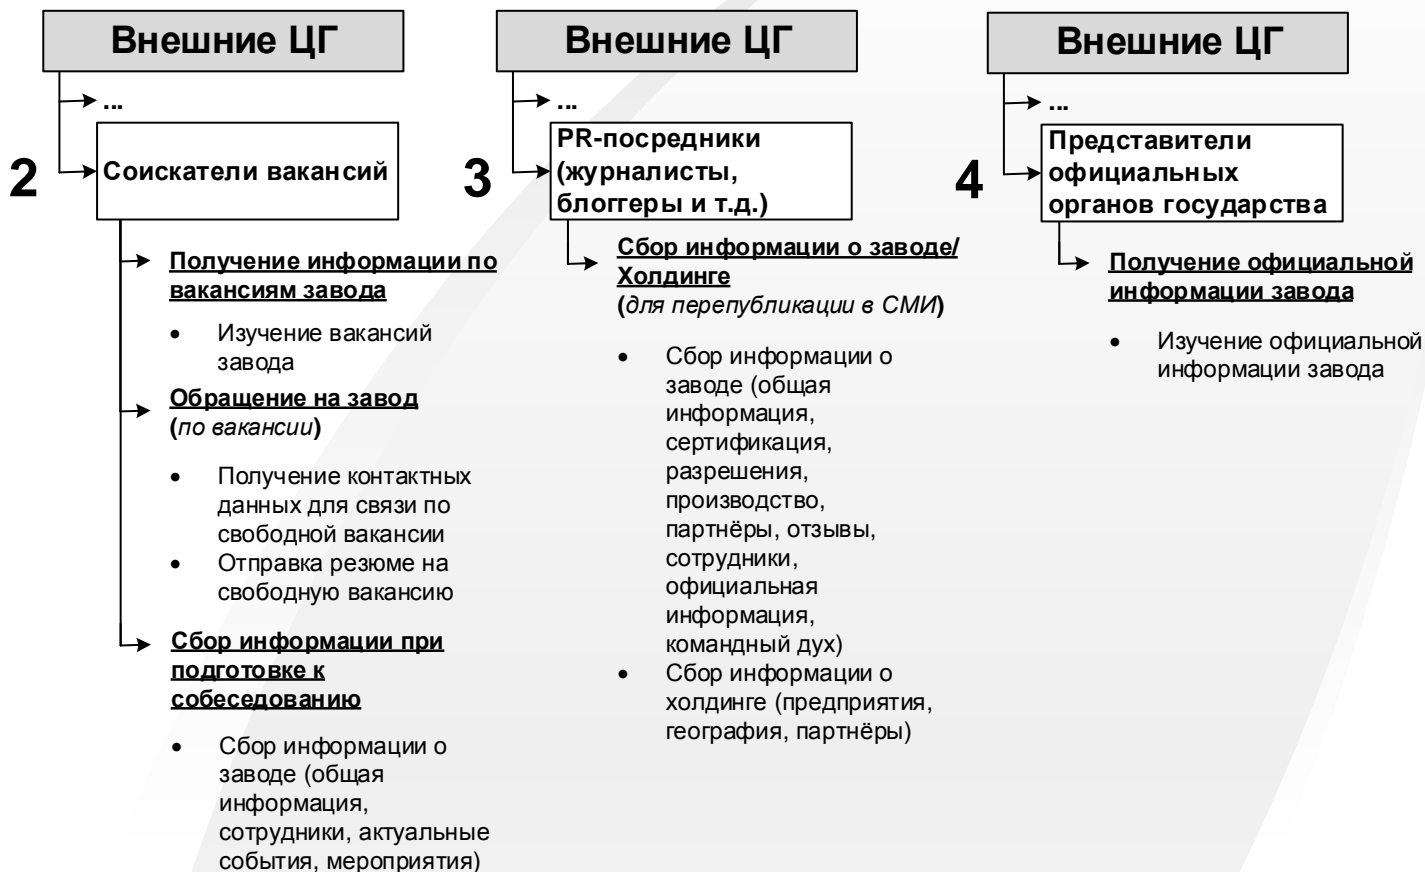 Внешние ЦГ
...
2
Соискатели вакансий
Получение информации по
вакансиям завода
• Изучение вакансий
завода
Обращение на завод
(по вакансии)
• Получение контактных
данных для связи по
свободной вакансии
• Отправка резюме на
свободную вакансию
Сбор информации при
подготовке к
собеседованию
• Сбор информации о
заводе (общая
информация,
сотрудники, актуальные
события, мероприятия)
Внешние ЦГ
...
3
PR-посредники
(журналисты,
блоггеры и т.д.)
Сбор информации о заводе/
Холдинге
(для перепубликации в СМИ)
• Сбор информации о
заводе (общая
информация,
сертификация,
разрешения,
производство,
партнёры, отзывы,
сотрудники,
официальная
информация,
командный дух)
• Сбор информации о
холдинге (предприятия,
география, партнёры)
Внешние ЦГ
...
4
Представители
официальных
органов государства
Получение официальной
информации завода
• Изучение официальной
информации завода